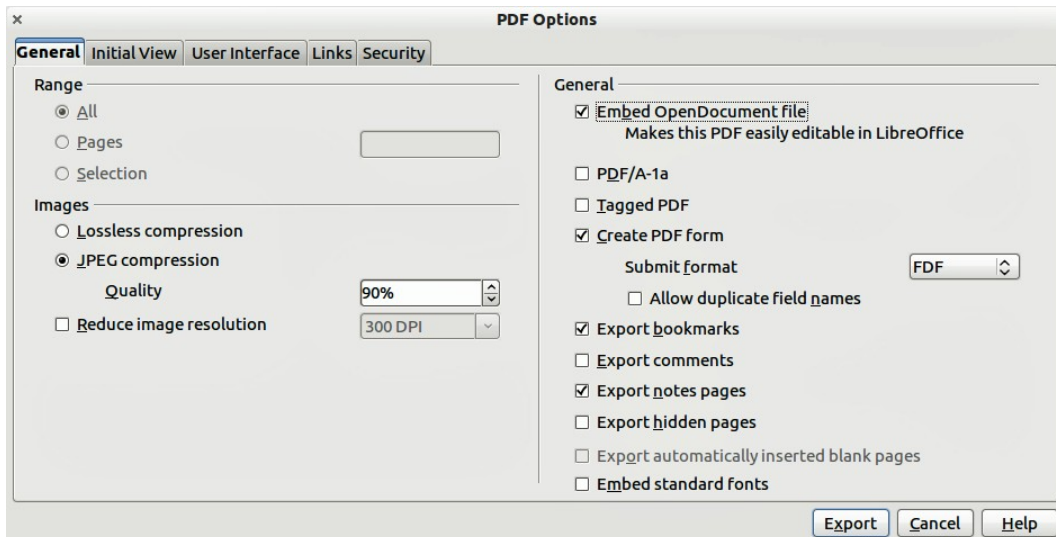 PDF Options
General Initial View User Interface Links Security
Range
All
Pages
Selection
Images
Lossless compression
JPEG compression
Quality 90%
Reduce image resolution 300 DPI
General
Embed OpenDocument file
Makes this PDF easily editable in LibreOffice
PDF/A-1a
Tagged PDF
Create PDF form
Submit format FDF
Allow duplicate field names
Export bookmarks
Export comments
Export notes pages
Export hidden pages
Export automatically inserted blank pages
Embed standard fonts
Export Cancel Help